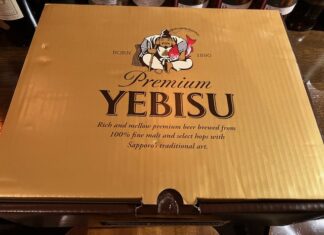 BORN 1890
Premium
YEBISU
Rich and mellow premium beer brewed from
100% fine malt and select hops with
Sapporo's traditional art.